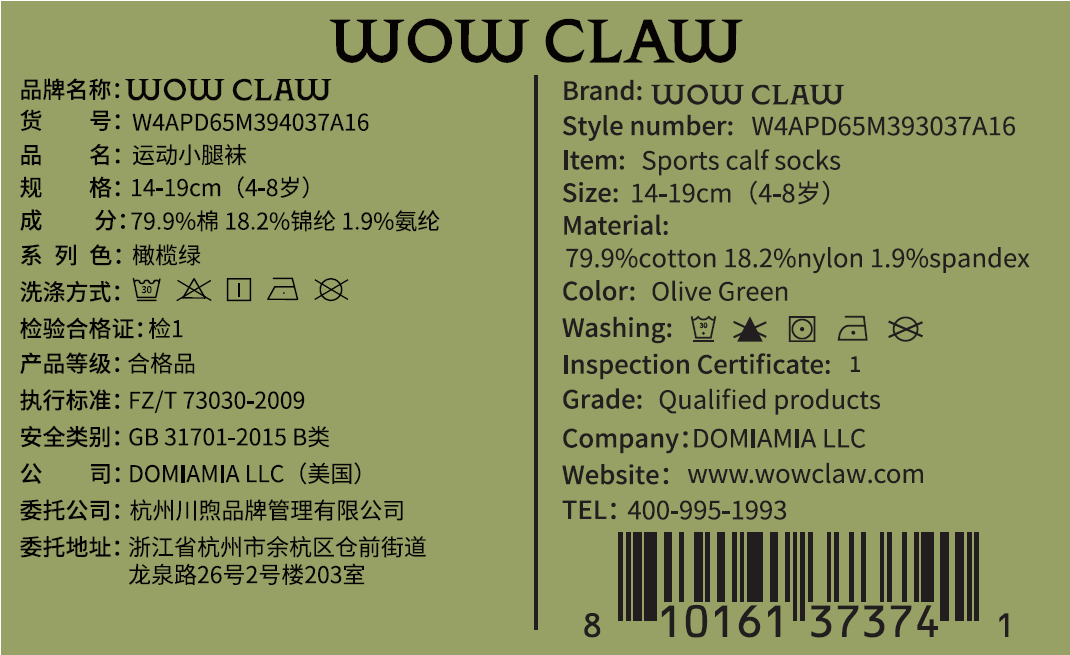 WOW CLAW
品牌名称：WOW CLAW
货 号：W4APD65M394037A16
品 名：运动小腿袜
规 格：14-19cm（4-8岁）
成 分：79.9%棉 18.2%锦纶 1.9%氨纶
系 列 色：橄榄绿
洗涤方式：30
检验合格证：检1
产品等级：合格品
执行标准：FZ/T 73030-2009
安全类别：GB 31701-2015 B类
公 司：DOMIAMIA LLC（美国）
委托公司：杭州川煦品牌管理有限公司
委托地址：浙江省杭州市余杭区仓前街道
龙泉路26号2号楼203室
Brand: WOW CLAW
Style number: W4APD65M393037A16
Item: Sports calf socks
Size: 14-19cm（4-8岁）
Material:
79.9%cotton 18.2%nylon 1.9%spandex
Color: Olive Green
Washing: 30
Inspection Certificate: 1
Grade: Qualified products
Company：DOMIAMIA LLC
Website：www.wowclaw.com
TEL：400-995-1993
8 10161 37374 1